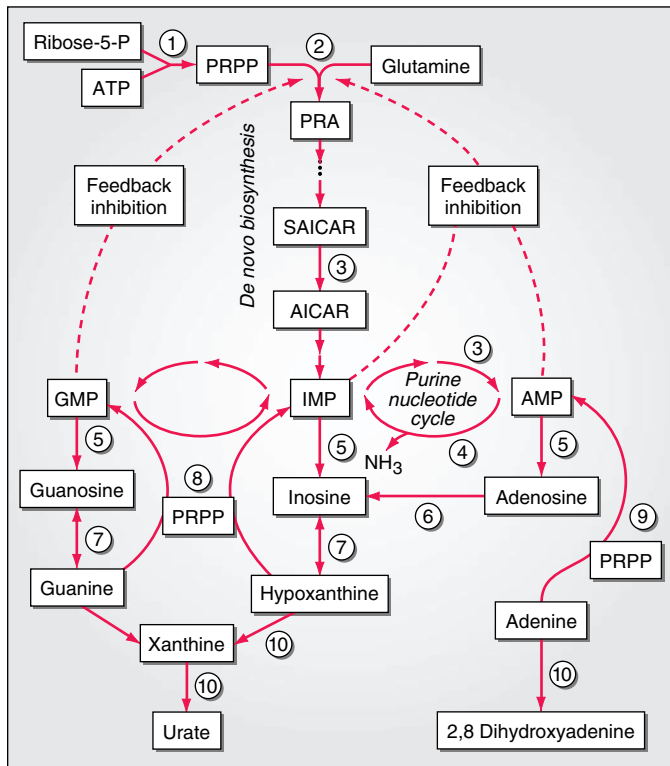 Ribose-5-P
1
2
PRPP
Glutamine
ATP
PRA
De novo biosynthesis
Feedback
inhibition
Feedback
inhibition
SAICAR
3
AICAR
3
GMP
IMP
Purine
nucleotide
cycle
AMP
5
5
NH3
4
5
Guanosine
8
Inosine
6
Adenosine
PRPP
9
7
7
PRPP
Guanine
Hypoxanthine
Adenine
Xanthine
10
10
10
Urate
2,8 Dihydroxyadenine